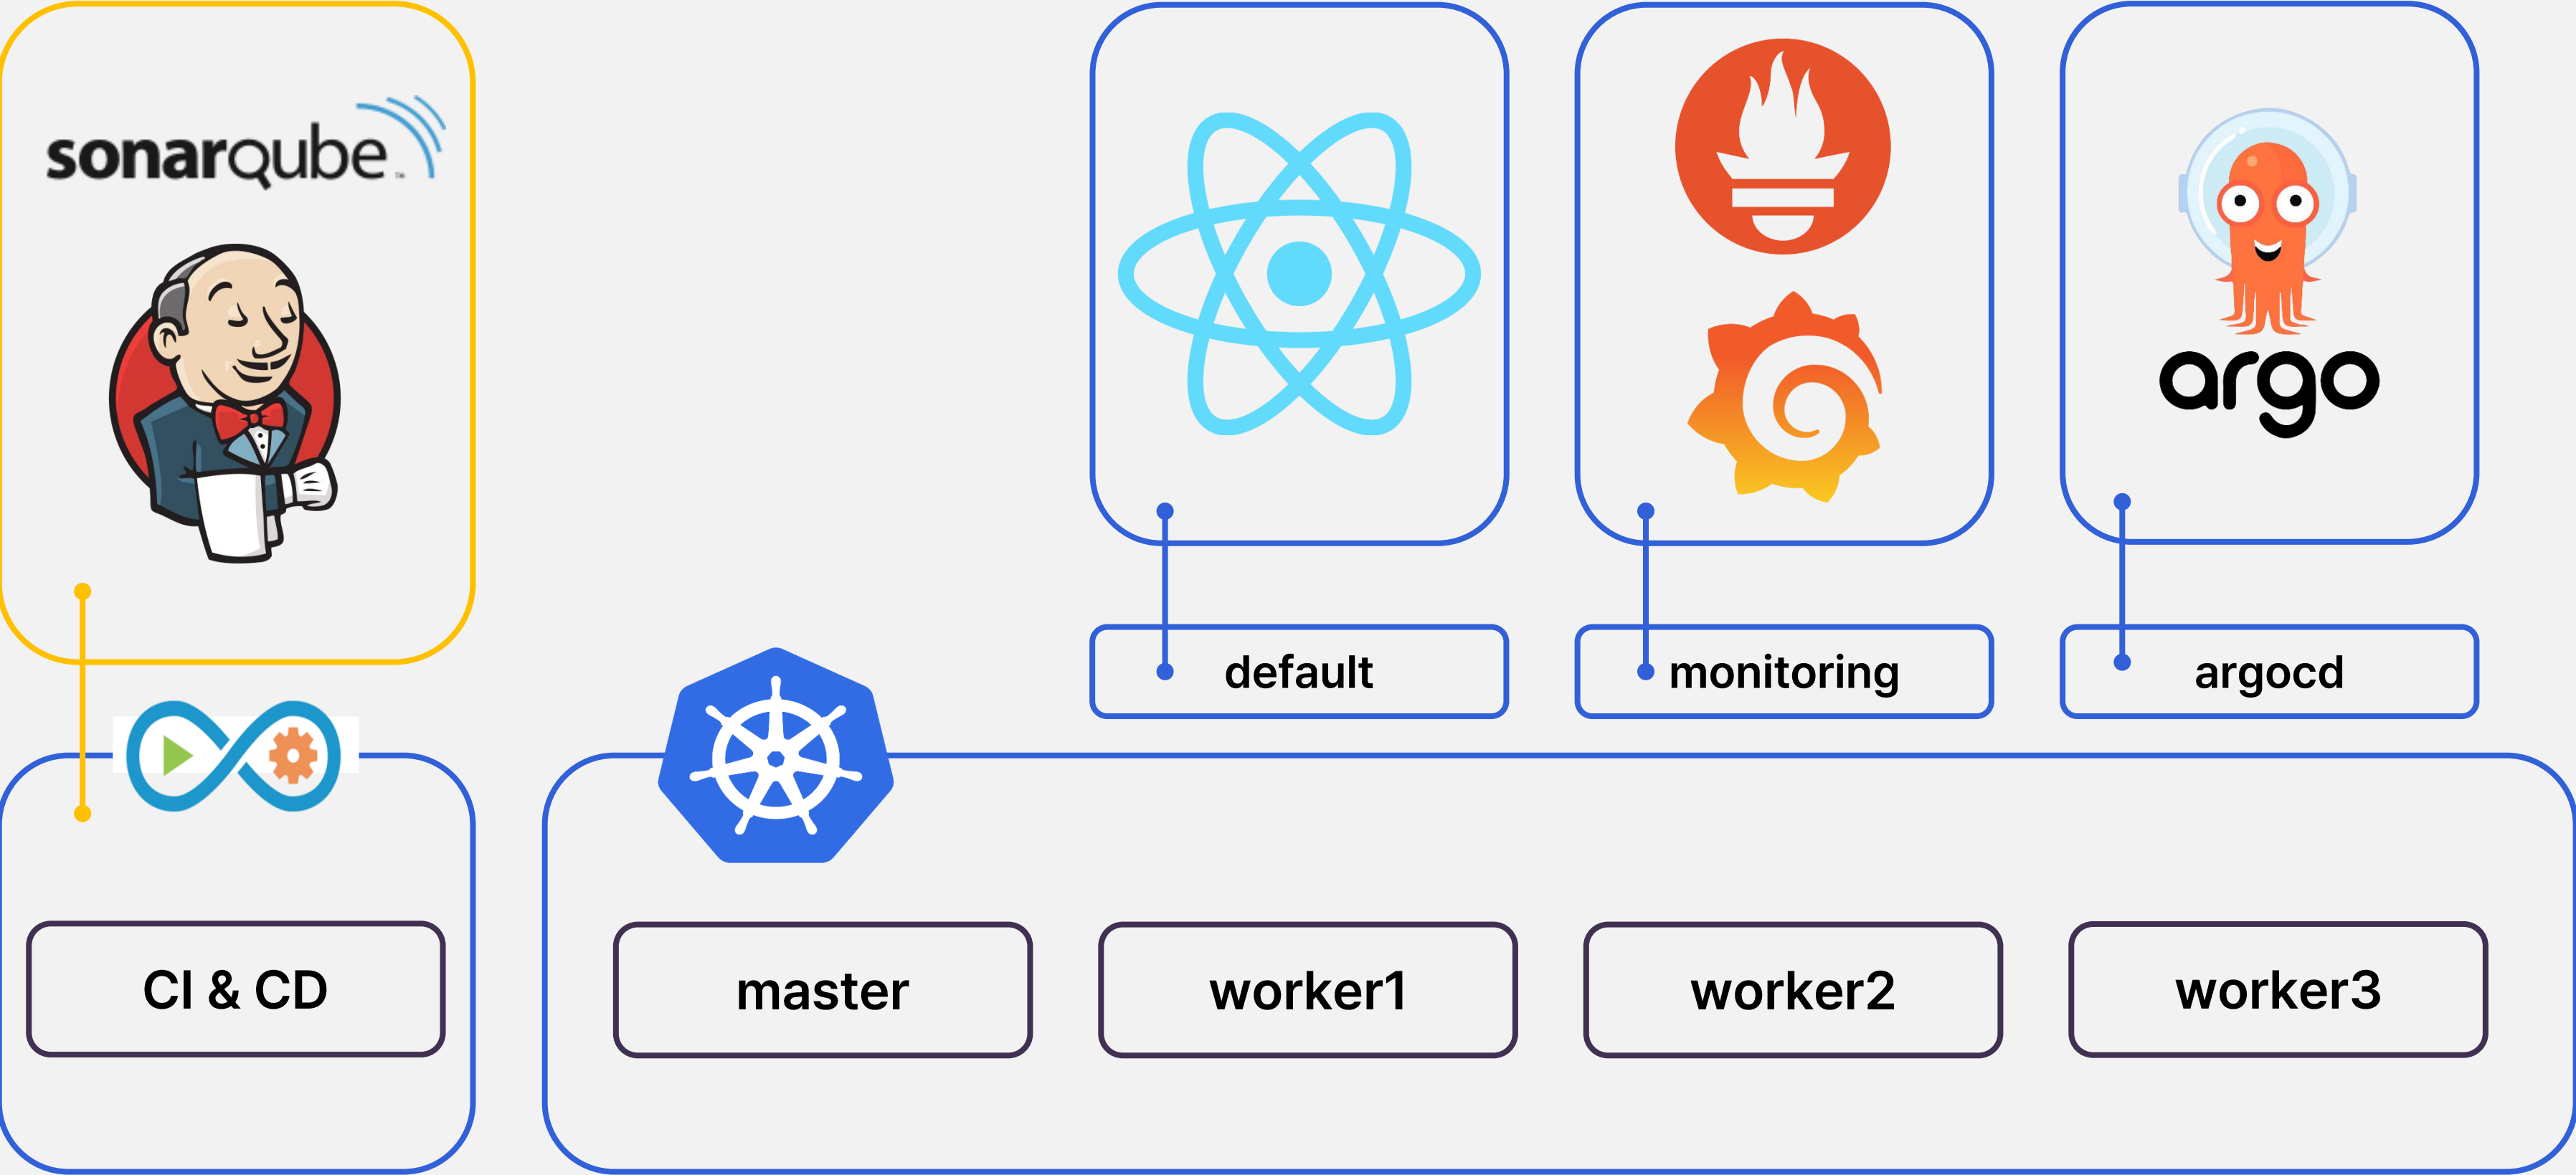 sonarqube
argo
default
monitoring
argocd
CI & CD
master
worker1
worker2
worker3